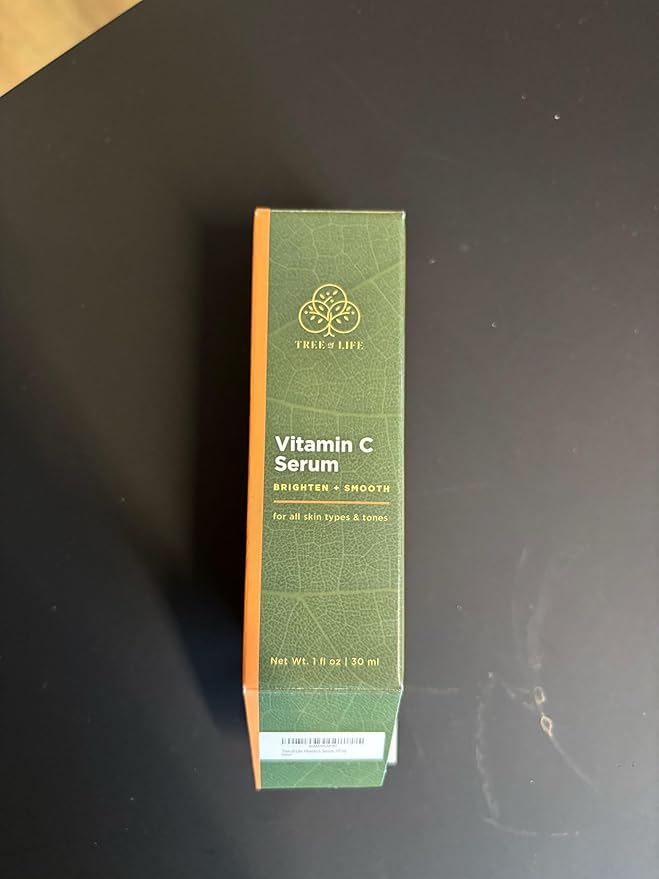 TREE of LIFE
Vitamin C
Serum
BRIGHTEN + SMOOTH
for all skin types & tones
Net Wt. 1 fl oz | 30 ml